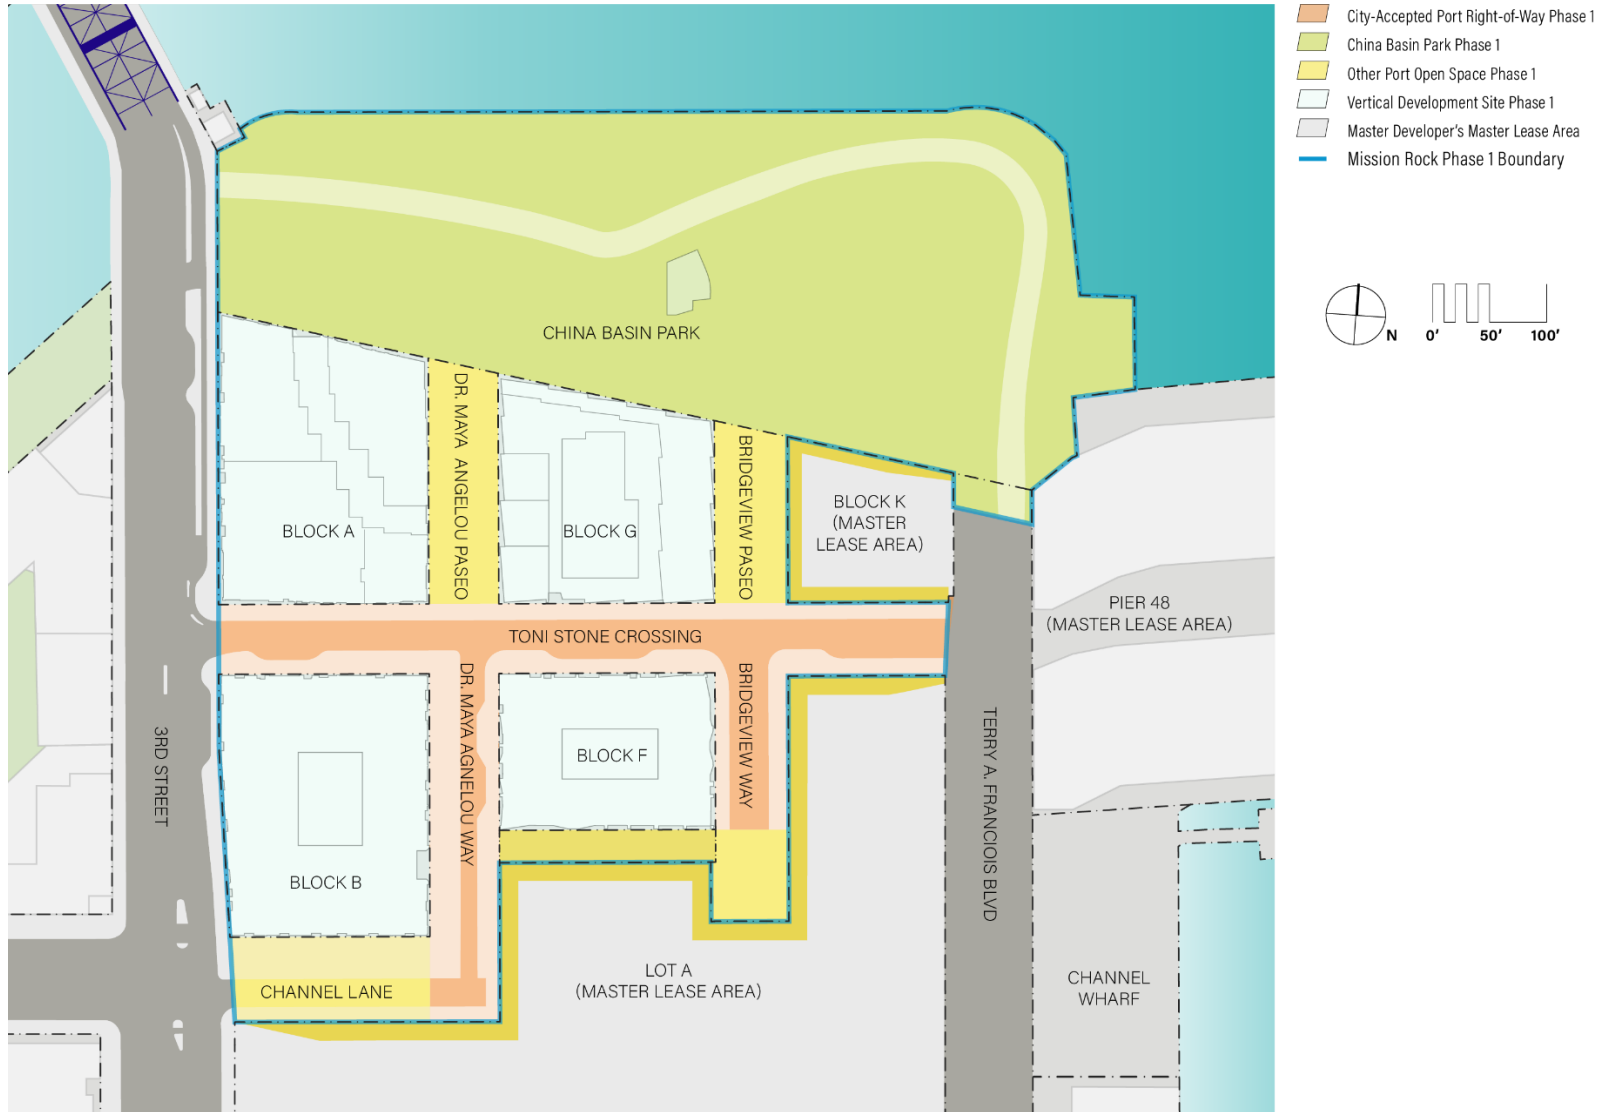 City-Accepted Port Right-of-Way Phase 1
China Basin Park Phase 1
Other Port Open Space Phase 1
Vertical Development Site Phase 1
Master Developer's Master Lease Area
Mission Rock Phase 1 Boundary
N
0' 50' 100'
CHINA BASIN PARK
DR. MAYA ANGELOU PASEO
BRIDGEVIEW PASEO
BLOCK A
BLOCK G
BLOCK K
(MASTER
LEASE AREA)
PIER 48
(MASTER LEASE AREA)
TONI STONE CROSSING
3RD STREET
DR. MAYA AGNELOU WAY
BRIDGEVIEW WAY
TERRY A. FRANCIOIS BLVD
BLOCK F
BLOCK B
CHANNEL LANE
LOT A
(MASTER LEASE AREA)
CHANNEL
WHARF